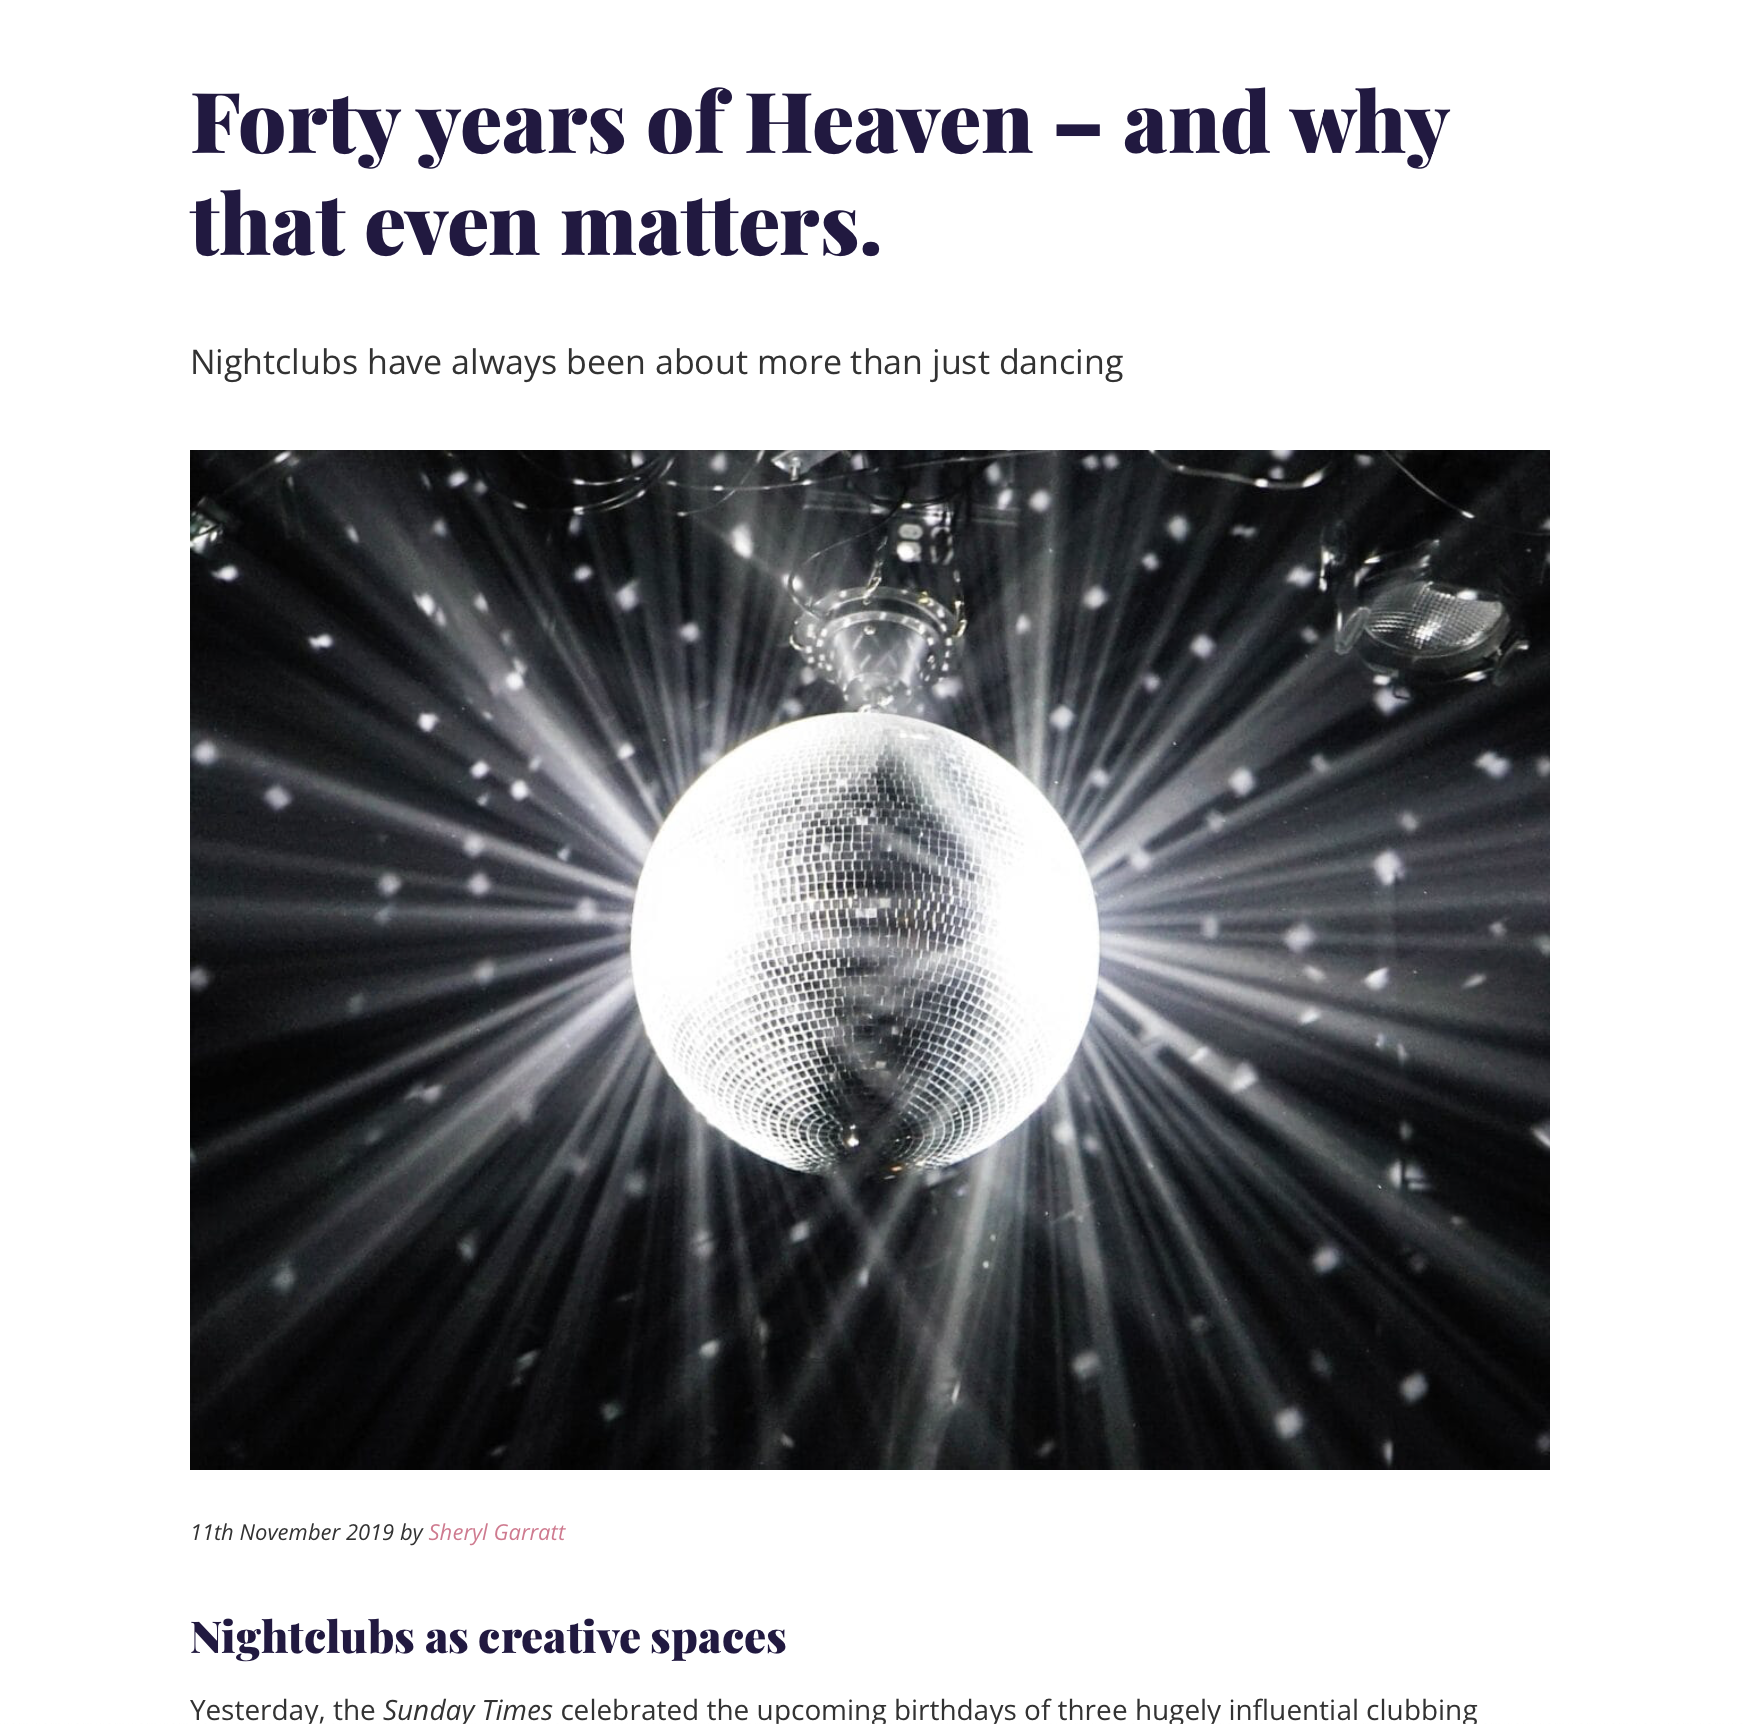 Forty years of Heaven – and why
that even matters.
Nightclubs have always been about more than just dancing
11th November 2019 by Sheryl Garratt
Nightclubs as creative spaces
Yesterday, the Sunday Times celebrated the upcoming birthdays of three hugely influential clubbing